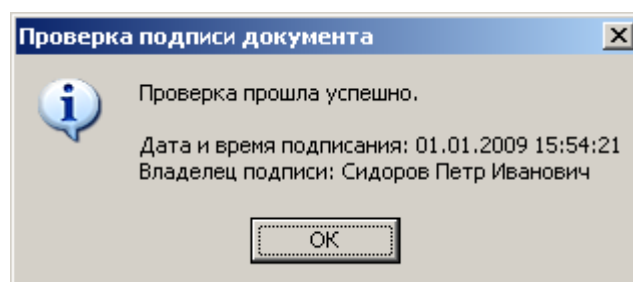 Проверка подписи документа
Проверка прошла успешно.
Дата и время подписания: 01.01.2009 15:54:21
Владелец подписи: Сидоров Петр Иванович
ОК